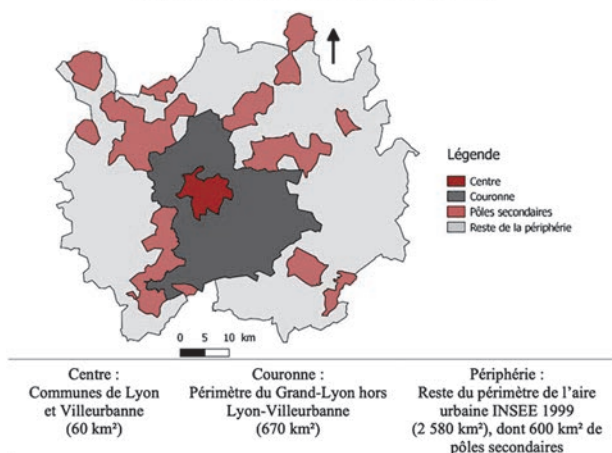 Légende
Centre
Couronne
Pôles secondaires
Reste de la périphérie
0 5 10 km
Centre :
Communes de Lyon
et Villeurbanne
(60 km²)
Couronne :
Périmètre du Grand-Lyon hors
Lyon-Villeurbanne
(670 km²)
Périphérie :
Reste du périmètre de l'aire
urbaine INSEE 1999
(2 580 km²), dont 600 km² de
pôles secondaires